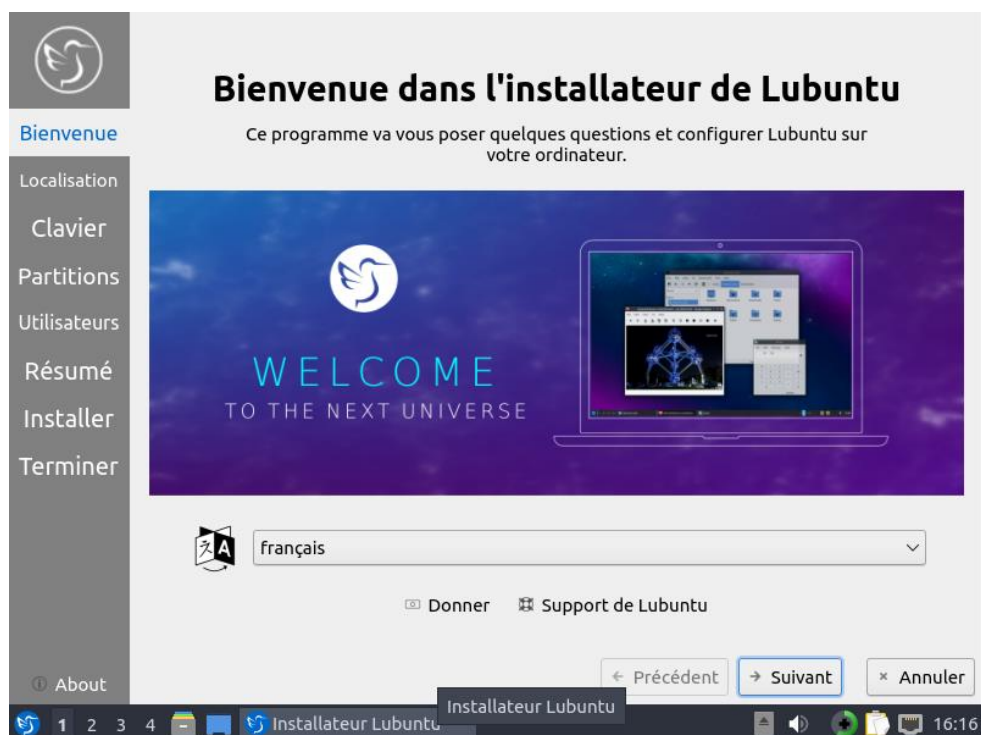 Bienvenue dans l'installateur de Lubuntu
Ce programme va vous poser quelques questions et configurer Lubuntu sur
votre ordinateur.
Bienvenue
Localisation
Clavier
Partitions
Utilisateurs
Résumé
Installer
Terminer
WELCOME
TO THE NEXT UNIVERSE
français
Donner Support de Lubuntu
About
Précédent Suivant Annuler
Installateur Lubuntu
1 2 3 4 Installateur Lubuntu 16:16